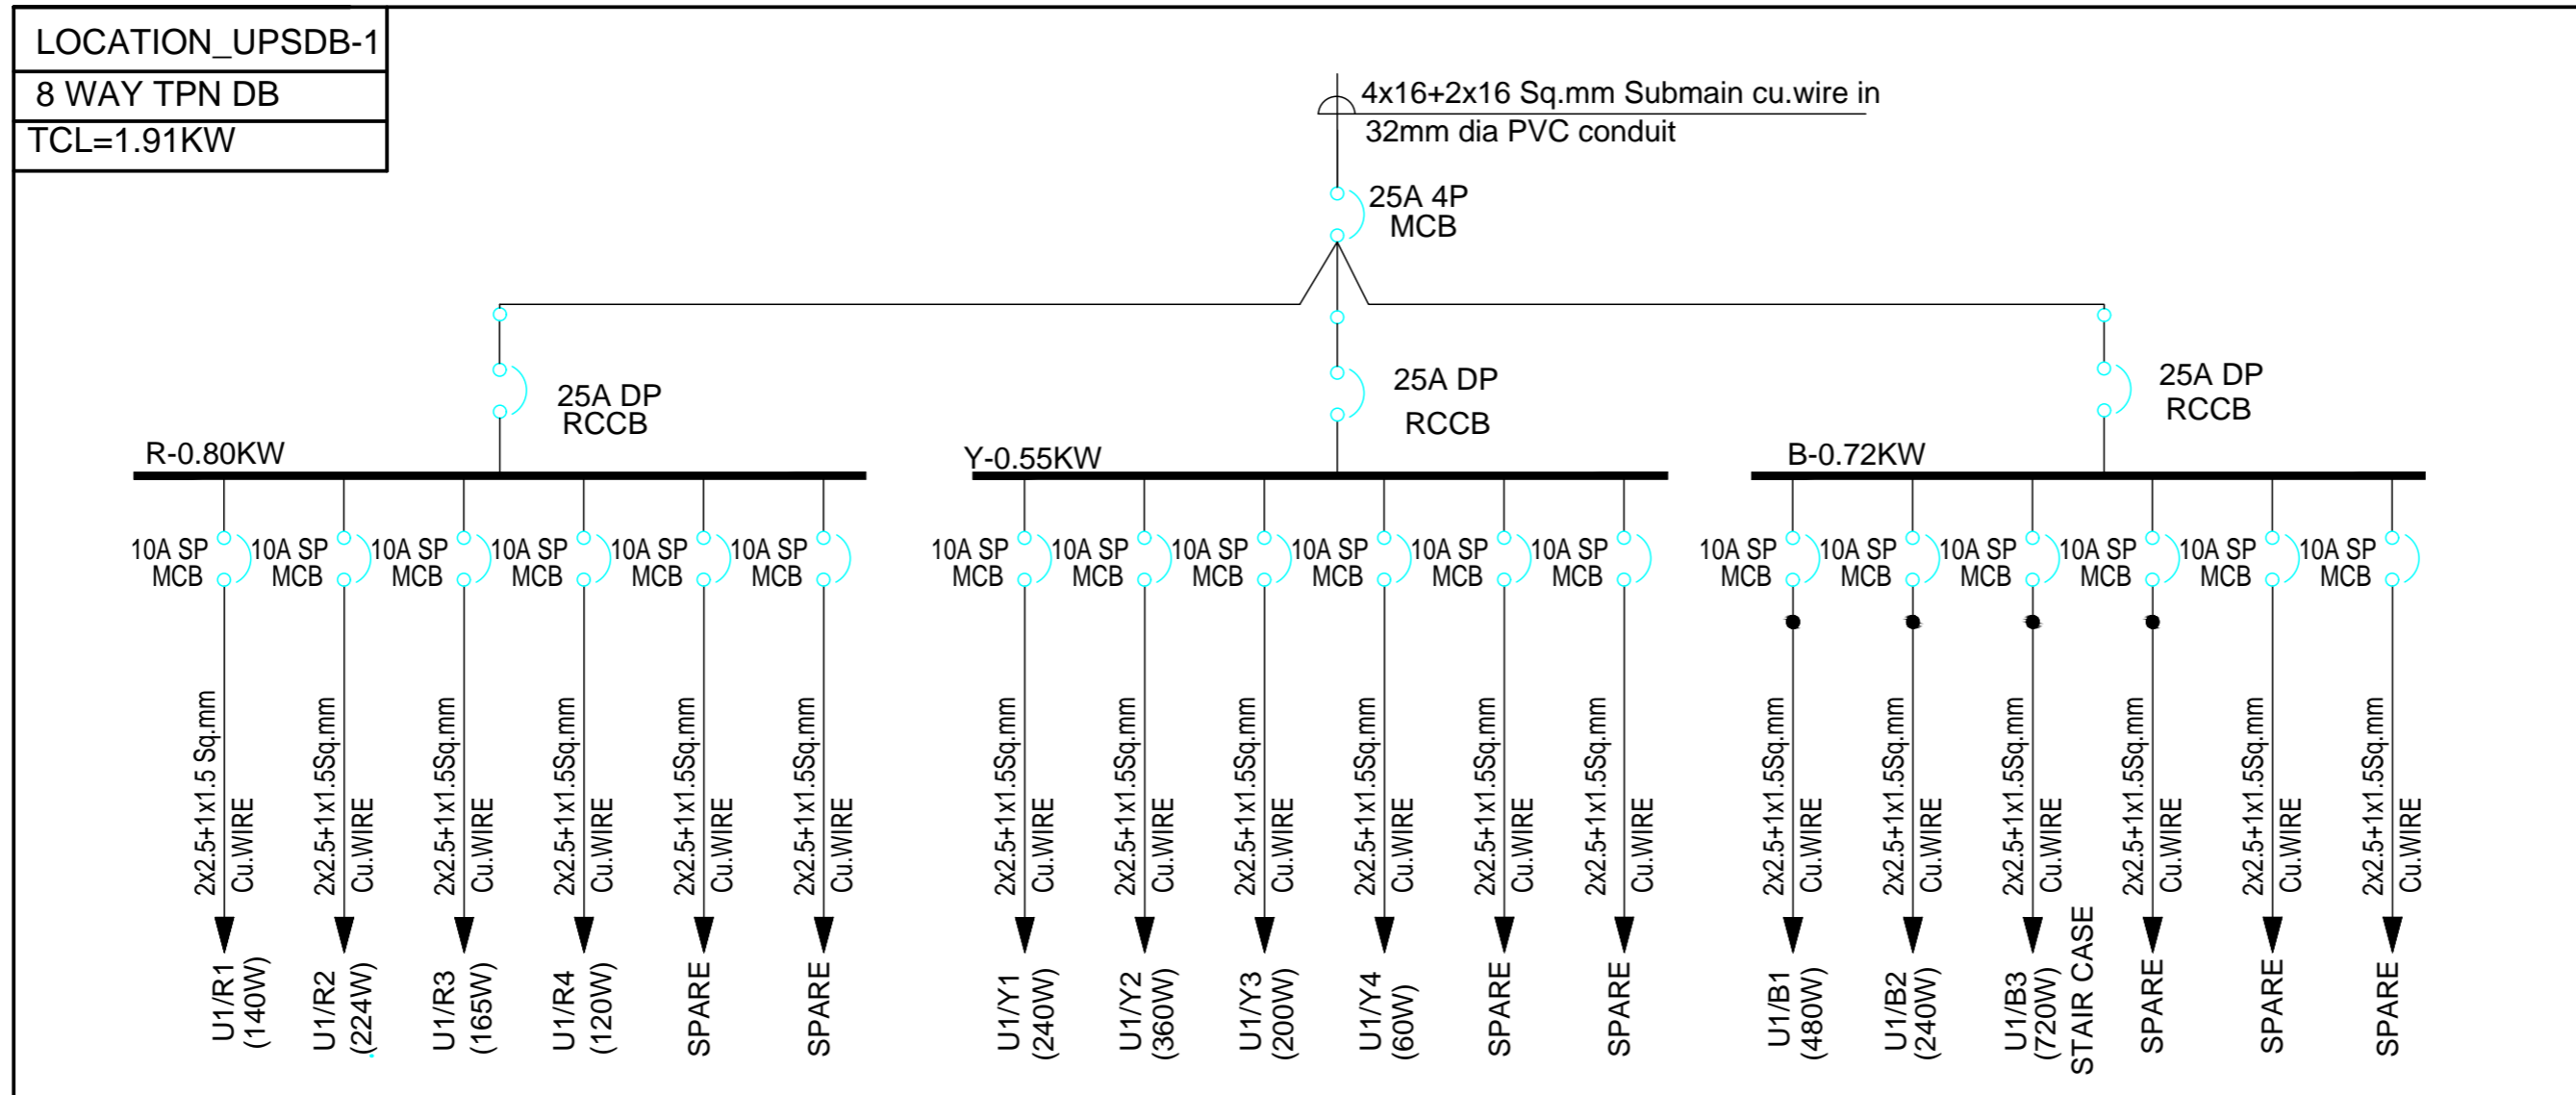 LOCATION_UPSDB-1
8 WAY TPN DB
TCL=1.91KW
4x16+2x16 Sq.mm Submain cu.wire in
32mm dia PVC conduit
25A 4P
MCB
25A DP
RCCB
25A DP
RCCB
25A DP
RCCB
R-0.80KW
Y-0.55KW
B-0.72KW
10A SP
MCB
10A SP
MCB
10A SP
MCB
10A SP
MCB
10A SP
MCB
10A SP
MCB
10A SP
MCB
10A SP
MCB
10A SP
MCB
10A SP
MCB
10A SP
MCB
10A SP
MCB
10A SP
MCB
10A SP
MCB
10A SP
MCB
10A SP
MCB
10A SP
MCB
10A SP
MCB
2x2.5+1x1.5 Sq.mm
Cu.WIRE
2x2.5+1x1.5Sq.mm
Cu.WIRE
2x2.5+1x1.5Sq.mm
Cu.WIRE
2x2.5+1x1.5Sq.mm
Cu.WIRE
2x2.5+1x1.5Sq.mm
Cu.WIRE
2x2.5+1x1.5Sq.mm
Cu.WIRE
2x2.5+1x1.5Sq.mm
Cu.WIRE
2x2.5+1x1.5Sq.mm
Cu.WIRE
2x2.5+1x1.5Sq.mm
Cu.WIRE
2x2.5+1x1.5Sq.mm
Cu.WIRE
2x2.5+1x1.5Sq.mm
Cu.WIRE
2x2.5+1x1.5Sq.mm
Cu.WIRE
2x2.5+1x1.5Sq.mm
Cu.WIRE
2x2.5+1x1.5Sq.mm
Cu.WIRE
2x2.5+1x1.5Sq.mm
Cu.WIRE
2x2.5+1x1.5Sq.mm
Cu.WIRE
2x2.5+1x1.5Sq.mm
Cu.WIRE
2x2.5+1x1.5Sq.mm
Cu.WIRE
U1/R1
(140W)
U1/R2
(224W)
U1/R3
(165W)
U1/R4
(120W)
SPARE
SPARE
U1/Y1
(240W)
U1/Y2
(360W)
U1/Y3
(200W)
U1/Y4
(60W)
SPARE
SPARE
U1/B1
(480W)
U1/B2
(240W)
U1/B3
(720W)
STAIR CASE
SPARE
SPARE
SPARE